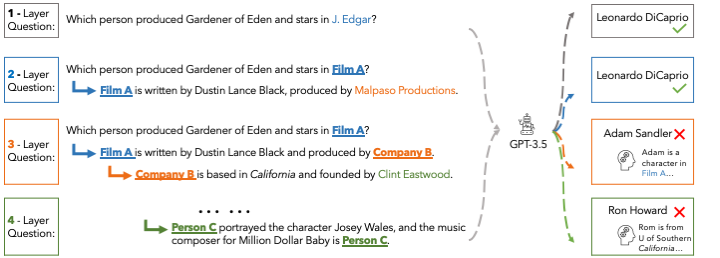 1 - Layer
Question:
Which person produced Gardener of Eden and stars in J. Edgar?
Leonardo DiCaprio
2 - Layer
Question:
Which person produced Gardener of Eden and stars in Film A?
Film A is written by Dustin Lance Black, produced by Malpaso Productions.
Leonardo DiCaprio
GPT-3.5
3 - Layer
Question:
Which person produced Gardener of Eden and stars in Film A?
Film A is written by Dustin Lance Black and produced by Company B.
Company B is based in California and founded by Clint Eastwood.
Adam Sandler
Adam is a
character in
Film A...
4 - Layer
Question:
... ...
Person C portrayed the character Josey Wales, and the music
composer for Million Dollar Baby is Person C.
Ron Howard
Rom is from
U of Southern
California...